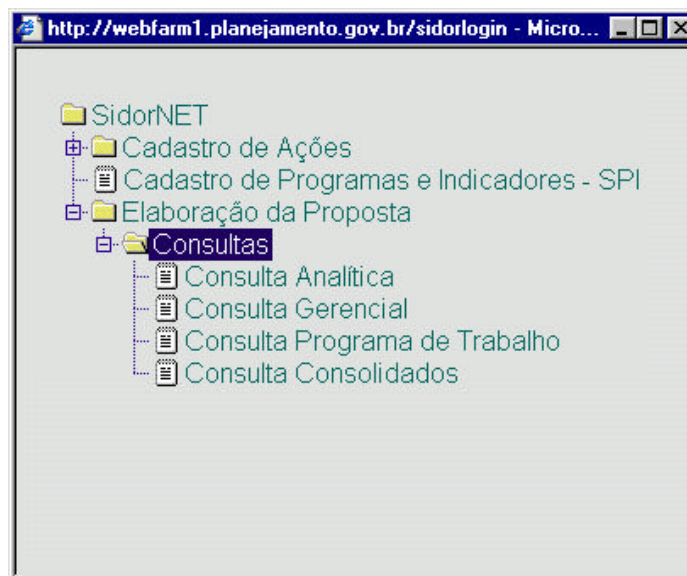 http://webfarm1.planejamento.gov.br/sidorlogin - Micro...
SidorNET
Cadastro de Ações
Cadastro de Programas e Indicadores - SPI
Elaboração da Proposta
Consultas
Consulta Analítica
Consulta Gerencial
Consulta Programa de Trabalho
Consulta Consolidados